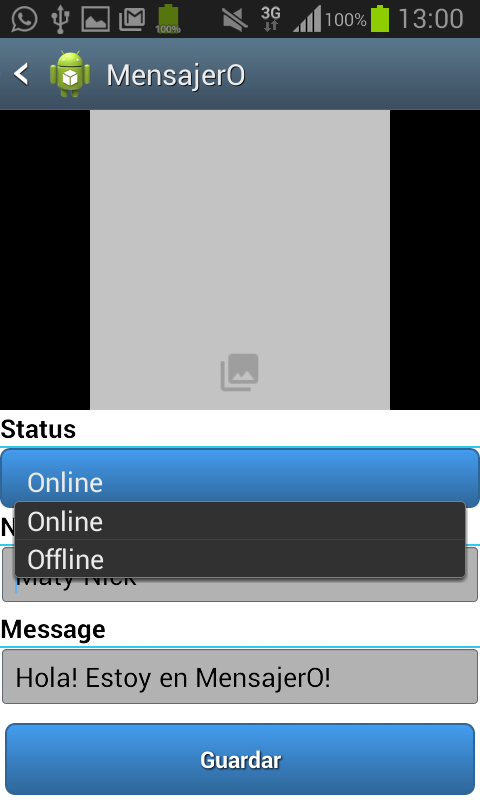 100% 3G 100% 13:00
MensajerO
Status
Online
Online
Offline
Maty Nick
Message
Hola! Estoy en MensajerO!
Guardar